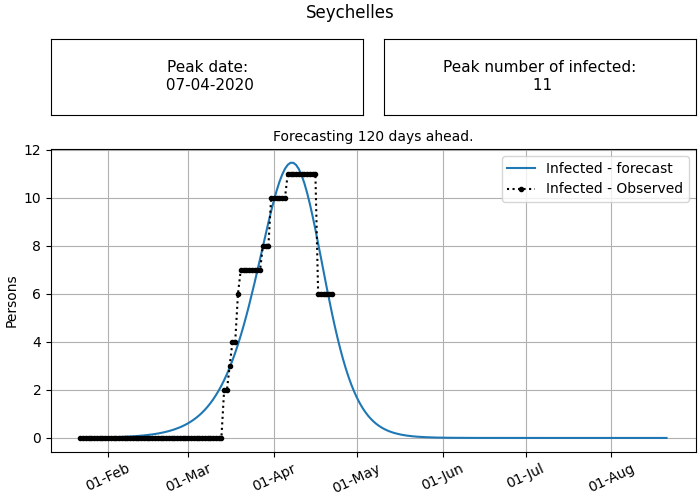 Seychelles
Peak date:
07-04-2020
Peak number of infected:
11
Forecasting 120 days ahead.
Infected - forecast
Infected - Observed
Persons
12
10
8
6
4
2
0
01-Feb
01-Mar
01-Apr
01-May
01-Jun
01-Jul
01-Aug